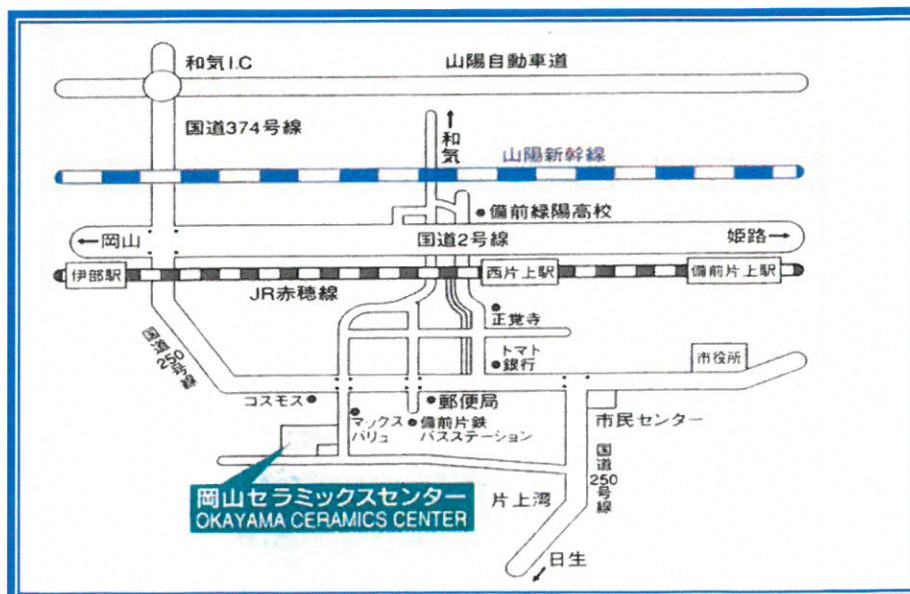 和気I.C
山陽自動車道
国道374号線
↑
和気
山陽新幹線
備前緑陽高校
←岡山
国道2号線
姫路→
伊部駅
西片上駅
備前片上駅
JR赤穂線
正覚寺
国道250号線
トマト
銀行
市役所
コスモス
郵便局
マックス
バリュ
備前片鉄
バスステーション
市民センター
国道250号線
岡山セラミックスセンター
OKAYAMA CERAMICS CENTER
片上湾
日生